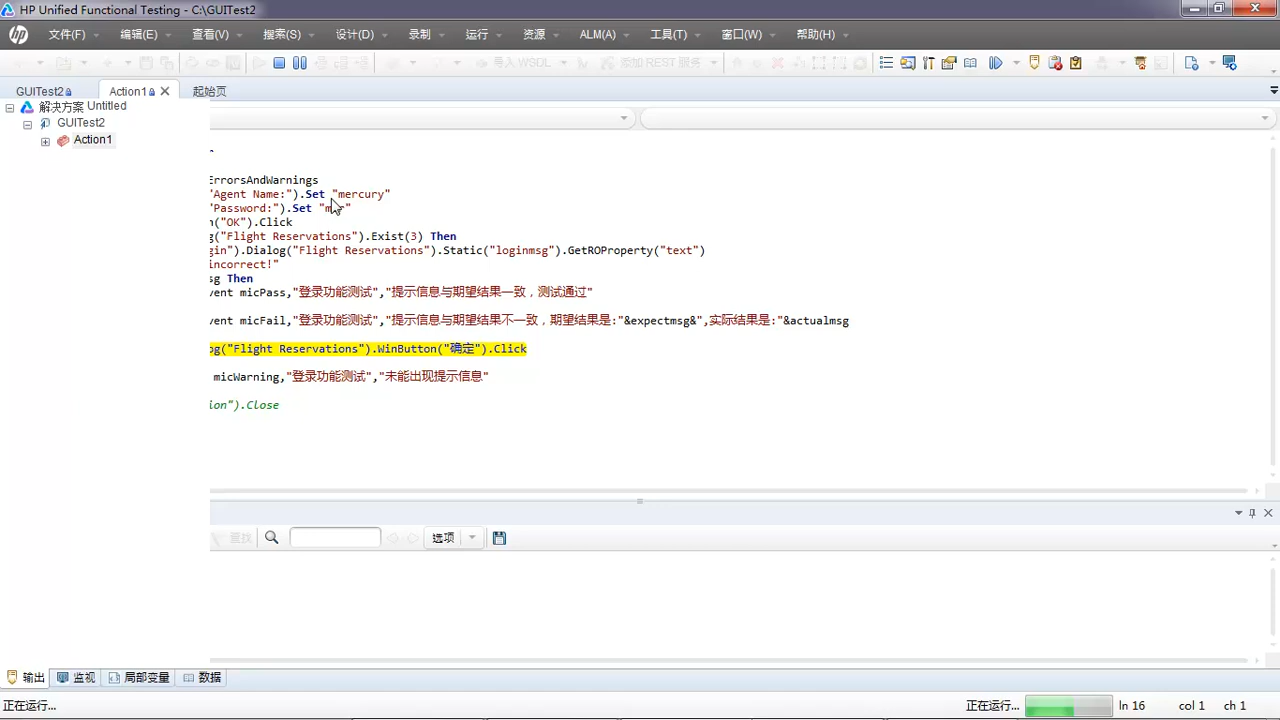 HP Unified Functional Testing - C:\GUITest2
文件(F) 编辑(E) 查看(V) 搜索(S) 设计(D) 录制 运行 资源 ALM(A) 工具(T) 窗口(W) 帮助(H)
导入 WSDL 添加 REST 服务
GUITest2 Action1 起始页
解决方案 Untitled
GUITest2
Action1
ErrorsAndWarnings
"Agent Name:").Set "mercury"
"Password:").Set
("OK").Click
("Flight Reservations").Exist(3) Then
gin").Dialog("Flight Reservations").Static("loginmsg").GetROProperty("text")
incorrect!"
sg Then
vent micPass,"登录功能测试","提示信息与期望结果一致，测试通过"
vent micFail,"登录功能测试","提示信息与期望结果不一致，期望结果是:"&expectmsg&",实际结果是:"&actualmsg
og("Flight Reservations").WinButton("确定").Click
micWarning,"登录功能测试","未能出现提示信息"
ion").Close
查找 选项
输出 监视 局部变量 数据
正在运行... 正在运行... ln 16 col 1 ch 1